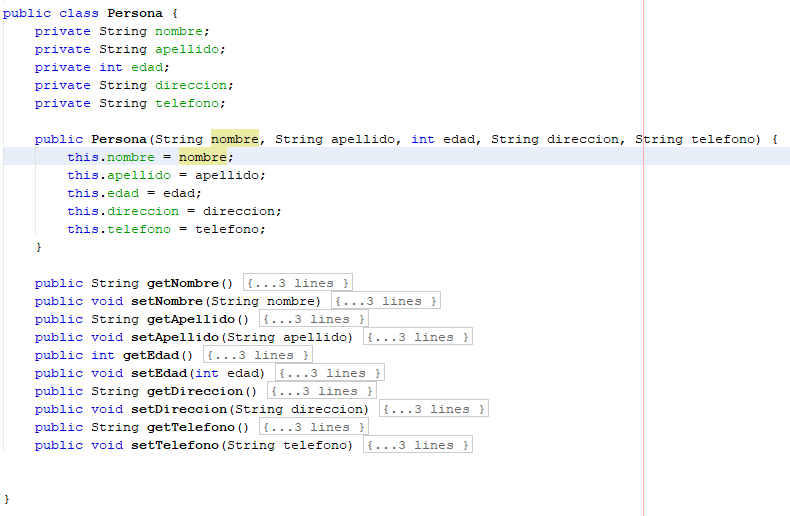 public class Persona {
    private String nombre;
    private String apellido;
    private int edad;
    private String direccion;
    private String telefono;

    public Persona(String nombre, String apellido, int edad, String direccion, String telefono) {
        this.nombre = nombre;
        this.apellido = apellido;
        this.edad = edad;
        this.direccion = direccion;
        this.telefono = telefono;
    }

    public String getNombre() {...3 lines }
    public void setNombre(String nombre) {...3 lines }
    public String getApellido() {...3 lines }
    public void setApellido(String apellido) {...3 lines }
    public int getEdad() {...3 lines }
    public void setEdad(int edad) {...3 lines }
    public String getDireccion() {...3 lines }
    public void setDireccion(String direccion) {...3 lines }
    public String getTelefono() {...3 lines }
    public void setTelefono(String telefono) {...3 lines }


}